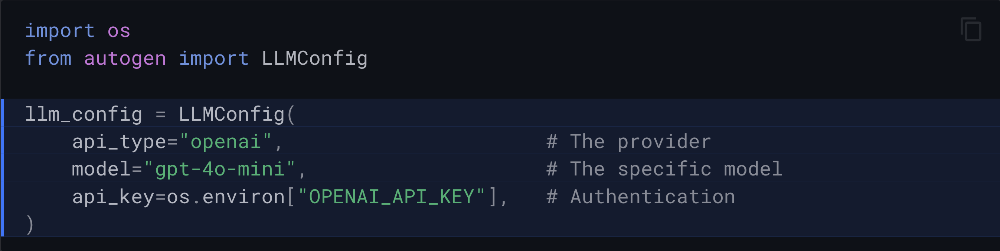 import os
from autogen import LLMConfig

llm_config = LLMConfig(
    api_type="openai",                      # The provider
    model="gpt-4o-mini",                    # The specific model
    api_key=os.environ["OPENAI_API_KEY"],   # Authentication
)